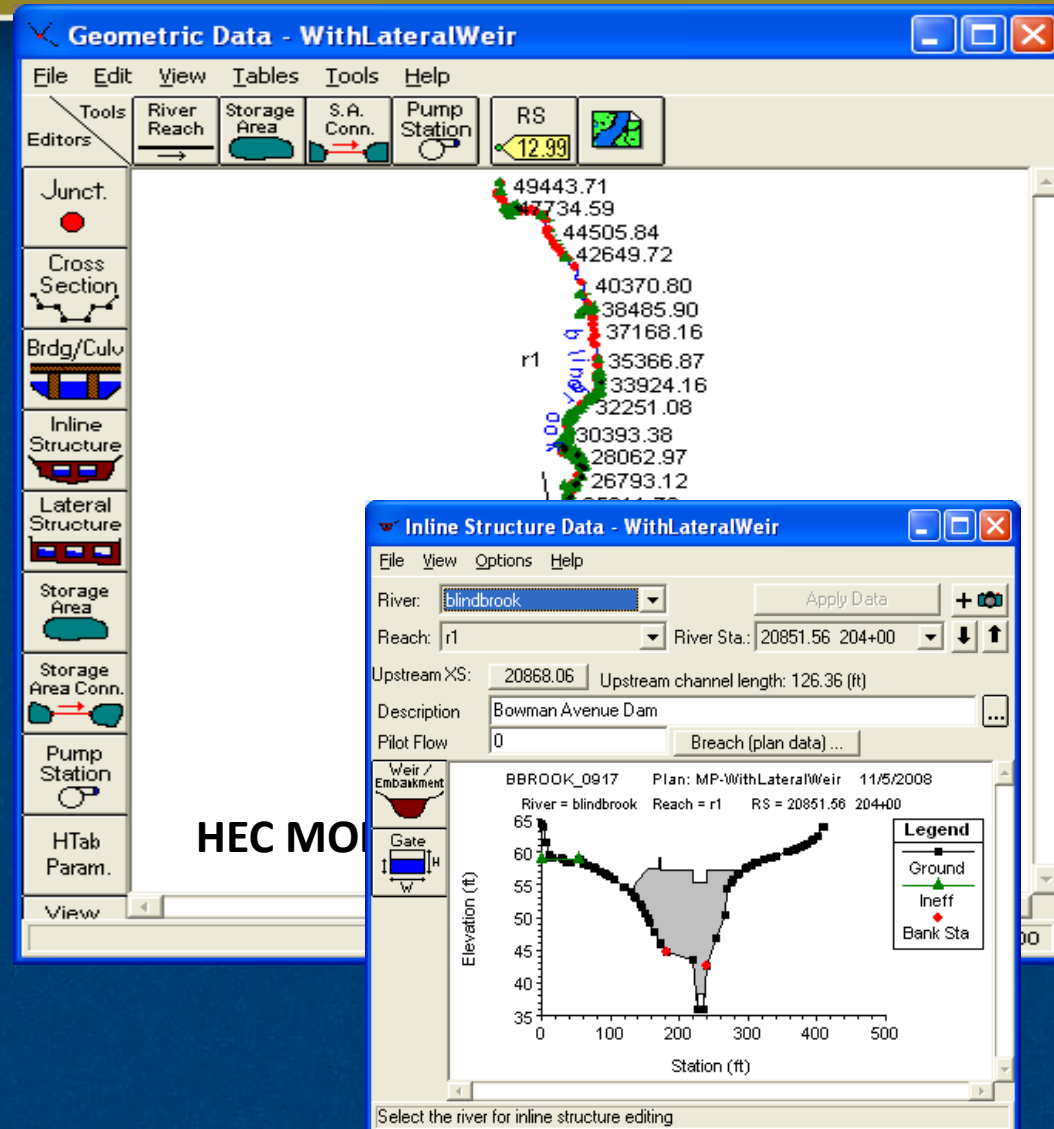 Geometric Data - WithLateralWeir
File Edit View Tables Tools Help
Tools
Editors
River Reach
Storage Area
S.A. Conn.
Pump Station
RS
12.99
Junct.
Cross Section
Brdg/Culv
Inline Structure
Lateral Structure
Storage Area
Storage Area Conn.
Pump Station
HTab Param.
View
49443.71
47734.59
44505.84
42649.72
40370.80
38485.90
37168.16
r1
35366.87
33924.16
32251.08
30393.38
28062.97
26793.12
HEC
Inline Structure Data - WithLateralWeir
File View Options Help
River: blindbrook
Apply Data
Reach: r1
River Sta.: 20851.56 204+00
Upstream XS: 20868.06 Upstream channel length: 126.36 (ft)
Description Bowman Avenue Dam
...
Pilot Flow 0
Breach (plan data) ...
Weir / Embankment
Gate
H
W
BBROOK_0917 Plan: MP-WithLateralWeir 11/5/2008
River = blindbrook Reach = r1 RS = 20851.56 204+00
Legend
Ground
Ineff
Bank Sta
Elevation (ft)
65
60
55
50
45
40
35
0 100 200 300 400 500
Station (ft)
Select the river for inline structure editing